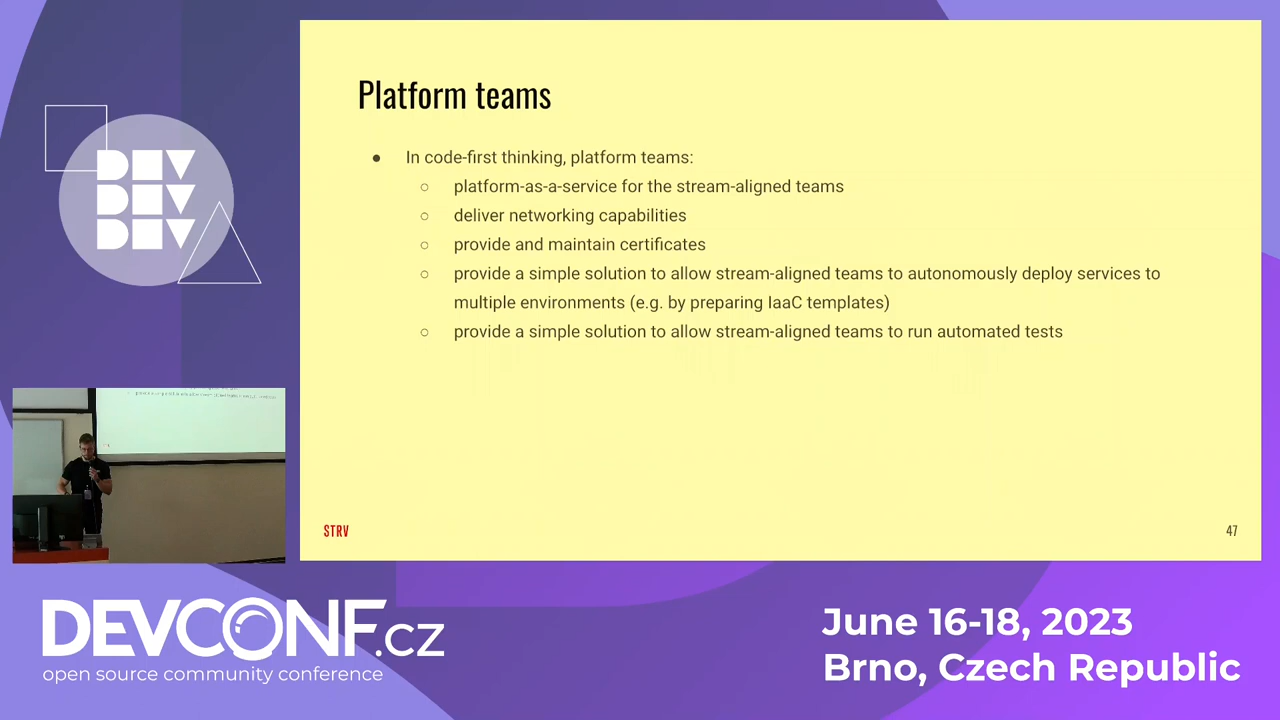 Platform teams
● In code-first thinking, platform teams:
○ platform-as-a-service for the stream-aligned teams
○ deliver networking capabilities
○ provide and maintain certificates
○ provide a simple solution to allow stream-aligned teams to autonomously deploy services to
multiple environments (e.g. by preparing IaaC templates)
○ provide a simple solution to allow stream-aligned teams to run automated tests
STRV
47
DEV
DEV
DEV
DEVCONF.cz
open source community conference
June 16-18, 2023
Brno, Czech Republic